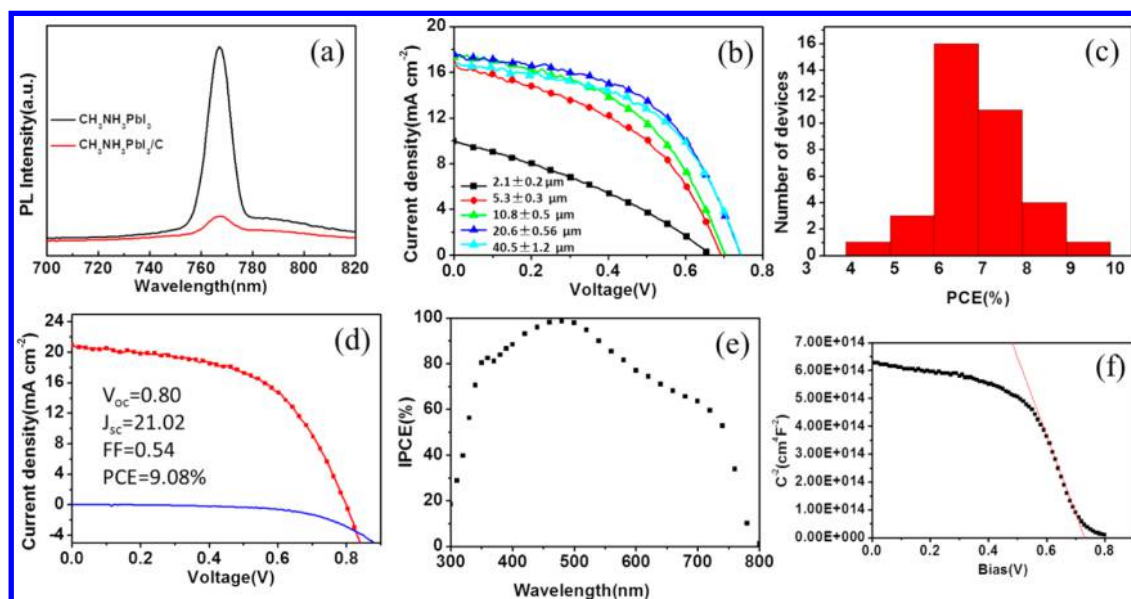 (a)
PL Intensity(a.u.)
CH3NH3PbI3
CH3NH3PbI3/C
700 720 740 760 780 800 820
Wavelength(nm)
(b)
Current density(mA cm-2)
20
16
12
8
4
0
2.1±0.2 μm
5.3±0.3 μm
10.8±0.5 μm
20.6±0.56 μm
40.5±1.2 μm
0.0 0.2 0.4 0.6 0.8
Voltage(V)
(c)
Number of devices
16
14
12
10
8
6
4
2
0
3 4 5 6 7 8 9 10
PCE(%)
(d)
Current density(mA cm-2)
24
20
16
12
8
4
0
-4
Voc=0.80
Jsc=21.02
FF=0.54
PCE=9.08%
0.0 0.2 0.4 0.6 0.8
Voltage(V)
(e)
IPCE(%)
100
80
60
40
20
0
300 400 500 600 700 800
Wavelength(nm)
(f)
C-2(cm4F-2)
7.00E+014
6.00E+014
5.00E+014
4.00E+014
3.00E+014
2.00E+014
1.00E+014
0.00E+000
0.0 0.2 0.4 0.6 0.8
Bias(V)